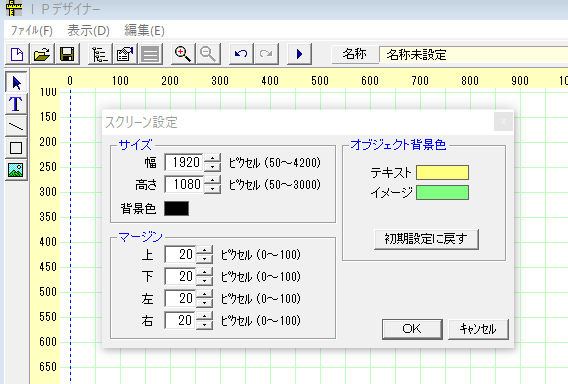 ＩＰデザイナー
ﾌｧｲﾙ(F) 表示(D) 編集(E)
名称 名称未設定
0 100 200 300 400 500 600 700 800 900 10
100
150
200
250
300
350
400
450
500
550
600
650
T
スクリーン設定
サイズ
幅 1920 ﾋﾟｸｾﾙ (50～4200)
高さ 1080 ﾋﾟｸｾﾙ (50～3000)
背景色
マージン
上 20 ﾋﾟｸｾﾙ (0～100)
下 20 ﾋﾟｸｾﾙ (0～100)
左 20 ﾋﾟｸｾﾙ (0～100)
右 20 ﾋﾟｸｾﾙ (0～100)
オブジェクト背景色
テキスト
イメージ
初期設定に戻す
OK ｷｬﾝｾﾙ